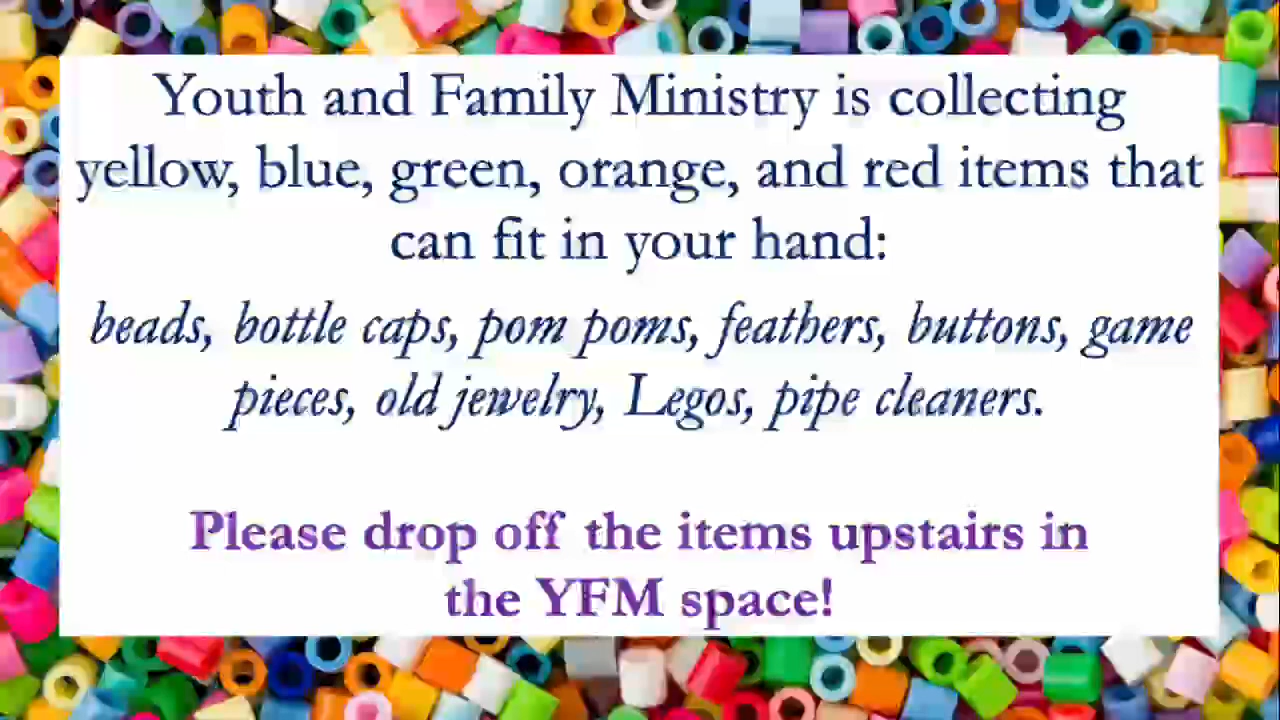 Youth and Family Ministry is collecting
yellow, blue, green, orange, and red items that
can fit in your hand:
beads, bottle caps, pom poms, feathers, buttons, game
pieces, old jewelry, Legos, pipe cleaners.
Please drop off the items upstairs in
the YFM space!